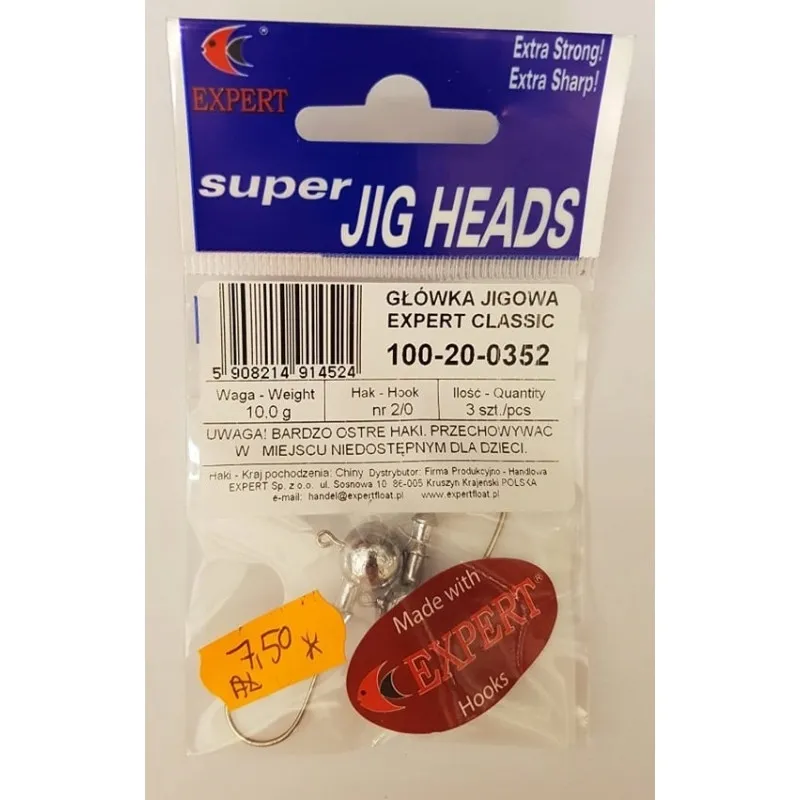 EXPERT
®
Extra Strong!
Extra Sharp!
super JIG HEADS
GŁÓWKA JIGOWA
EXPERT CLASSIC
100-20-0352
5 908214 914524
Waga - Weight
10,0 g
Hak - Hook
nr 2/0
Ilość - Quantity
3 szt./pcs
UWAGA! BARDZO OSTRE HAKI. PRZECHOWYWAĆ
W MIEJSCU NIEDOSTĘPNYM DLA DZIECI.
Haki - Kraj pochodzenia: Chiny Dystrybutor: Firma Produkcyjno - Handlowa
EXPERT Sp. z o.o. ul. Sosnowa 10 86-005 Kruszyn Krajeński POLSKA
e-mail: handel@expertfloat.pl www.expertfloat.pl
Made with
EXPERT®
Hooks
7,50